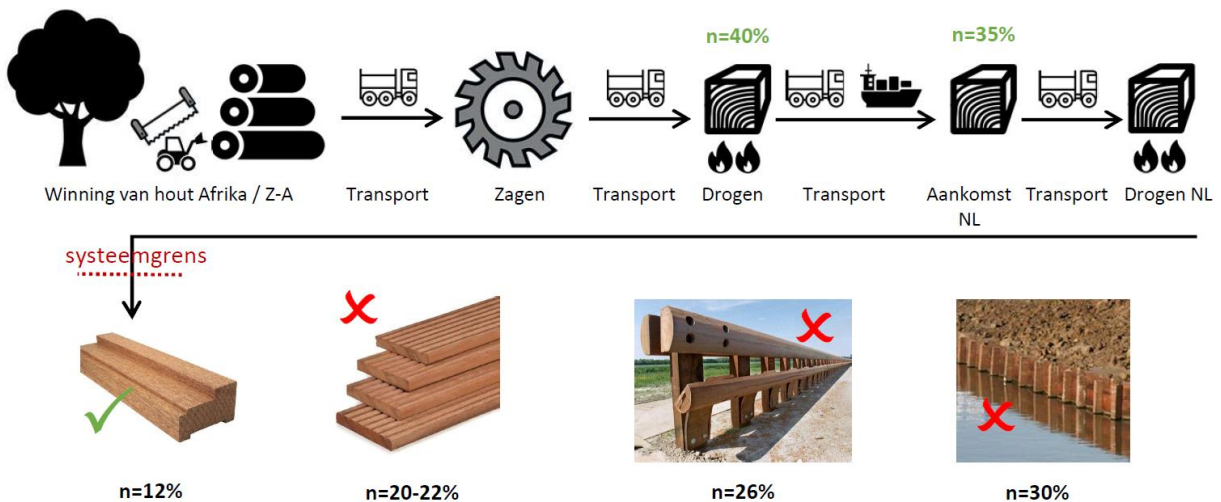 n=40%
n=35%
Winning van hout Afrika / Z-A
Transport
Zagen
Transport
Drogen
Transport
Aankomst
NL
Transport
Drogen NL
systeemgrens
n=12%
n=20-22%
n=26%
n=30%